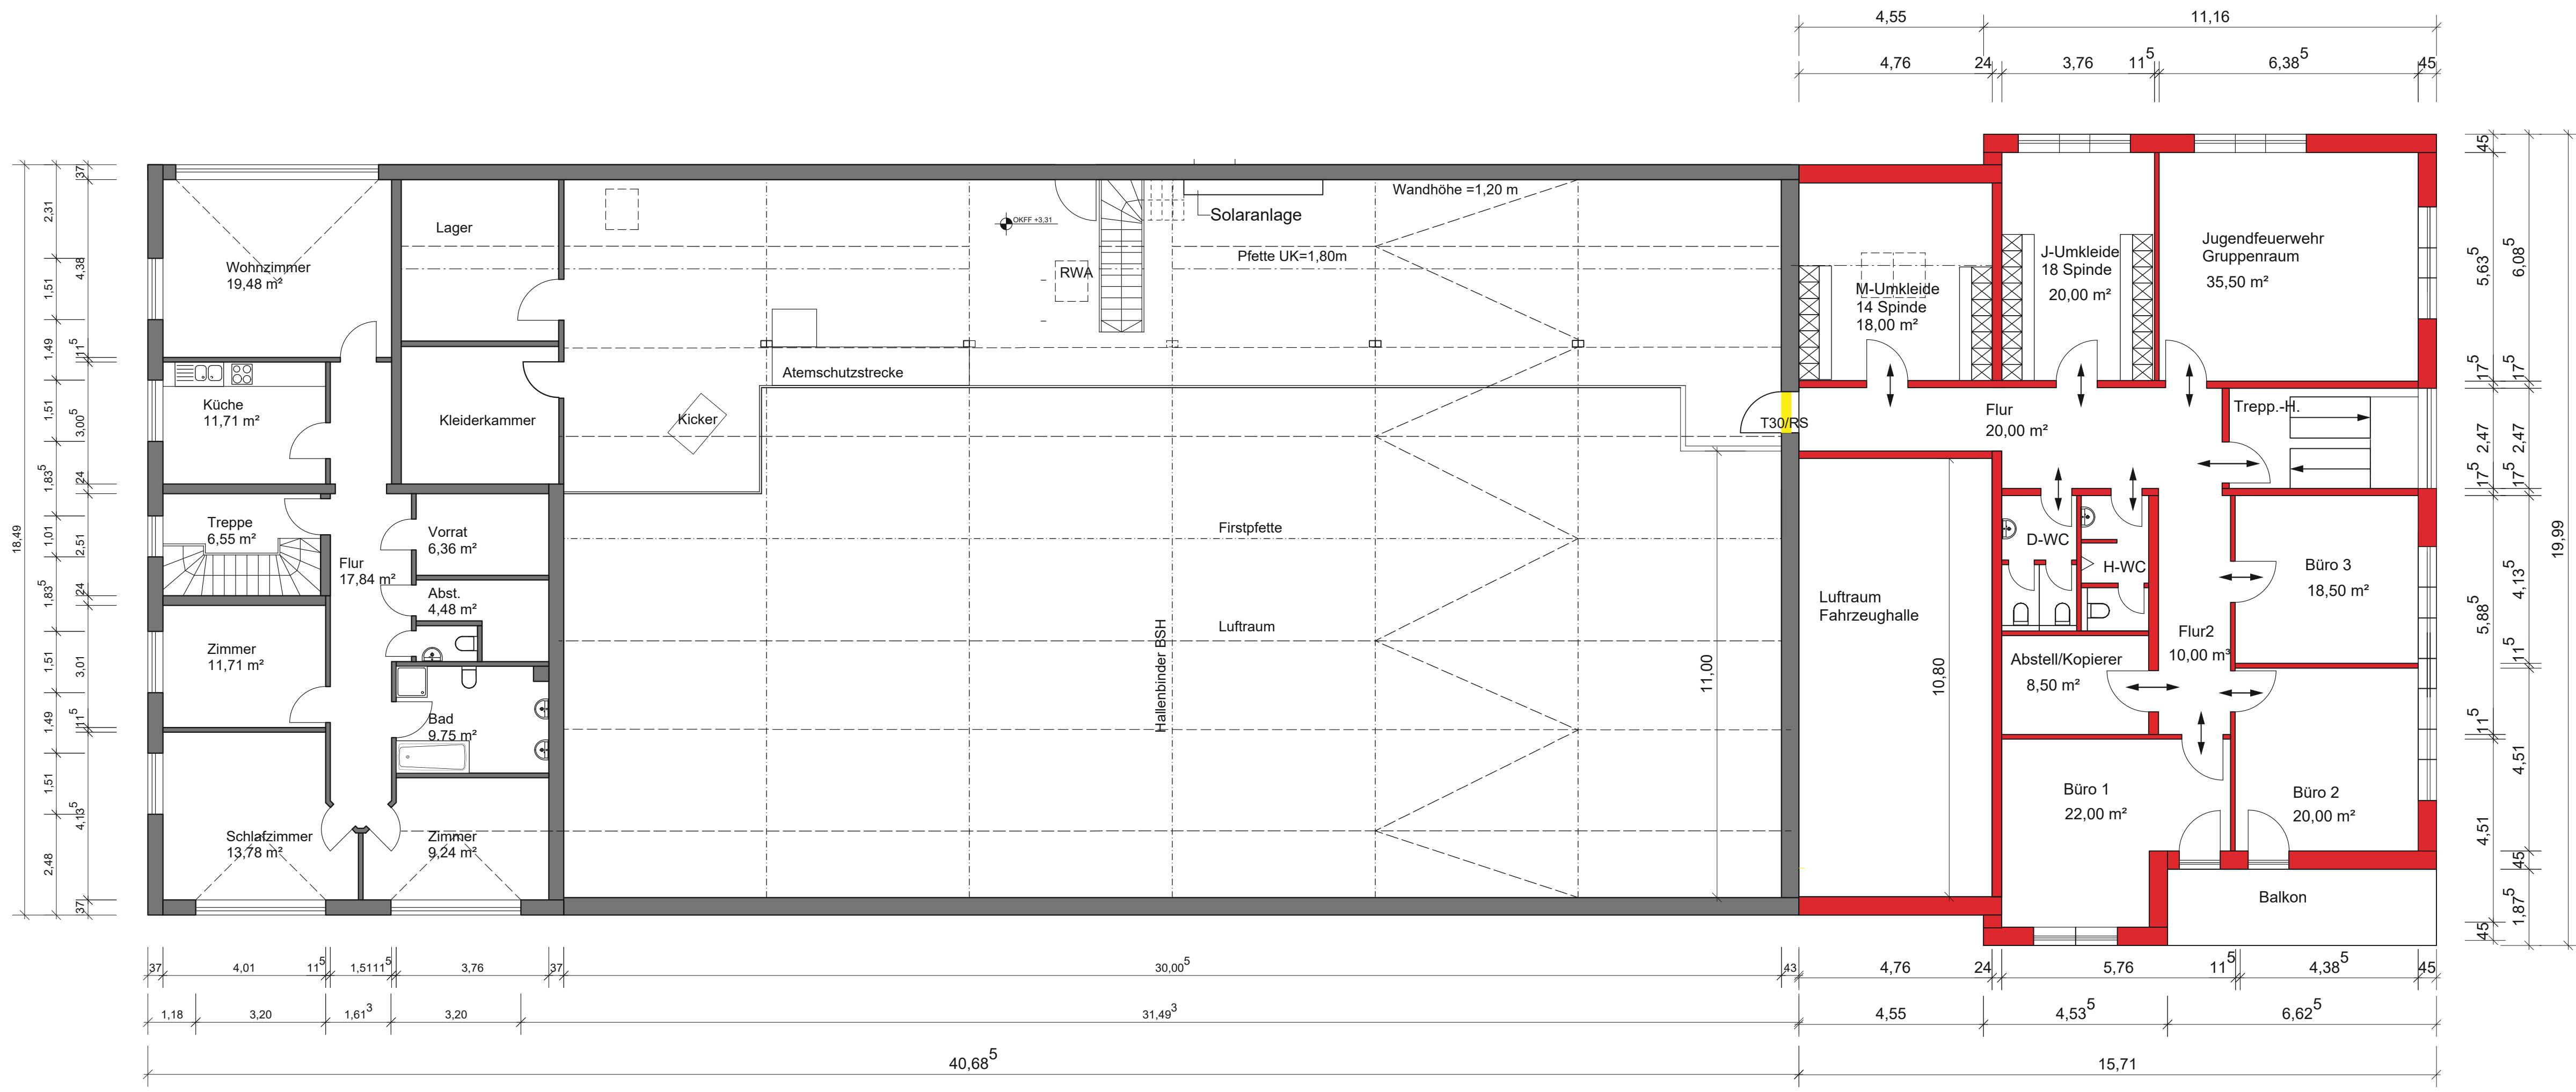 4,55
11,16
4,76
24
3,76
11⁵
6,38⁵
45
Wohnzimmer
19,48 m²
Lager
OKFF +3,31
RWA
Solaranlage
Wandhöhe =1,20 m
Pfette UK=1,80m
M-Umkleide
14 Spinde
18,00 m²
J-Umkleide
18 Spinde
20,00 m²
Jugendfeuerwehr
Gruppenraum
35,50 m²
Küche
11,71 m²
Kleiderkammer
Kicker
Atemschutzstrecke
T30/RS
Flur
20,00 m²
Trepp.-H.
Treppe
6,55 m²
Flur
17,84 m²
Vorrat
6,36 m²
Abst.
4,48 m²
Firstpfette
Luftraum
Hallenbinder BSH
11,00
Luftraum
Fahrzeughalle
10,80
D-WC
H-WC
Büro 3
18,50 m²
Flur2
10,00 m³
Abstell/Kopierer
8,50 m²
Zimmer
11,71 m²
Bad
9.75 m²
Büro 1
22,00 m²
Büro 2
20,00 m²
Schlafzimmer
13,78 m²
Zimmer
9,24 m²
Balkon
18,49
2,31
1,51
1,49
1,51
1,83⁵
1,01
1,83⁵
1,51
1,49
1,51
2,48
37
4,38
11⁵
3,00⁵
24
2,51
24
3,01
11⁵
4,13⁵
37
45
5,63⁵
17⁵
2,47
17⁵
5,88⁵
11⁵
4,51
45
6,08⁵
17⁵
2,47
17⁵
4,13⁵
11⁵
4,51
45
1,87⁵
19,99
37
4,01
11⁵
1,51
11⁵
3,76
37
30,00⁵
43
4,76
24
5,76
11⁵
4,38⁵
45
1,18
3,20
1,61³
3,20
31,49³
4,55
4,53⁵
6,62⁵
40,68⁵
15,71